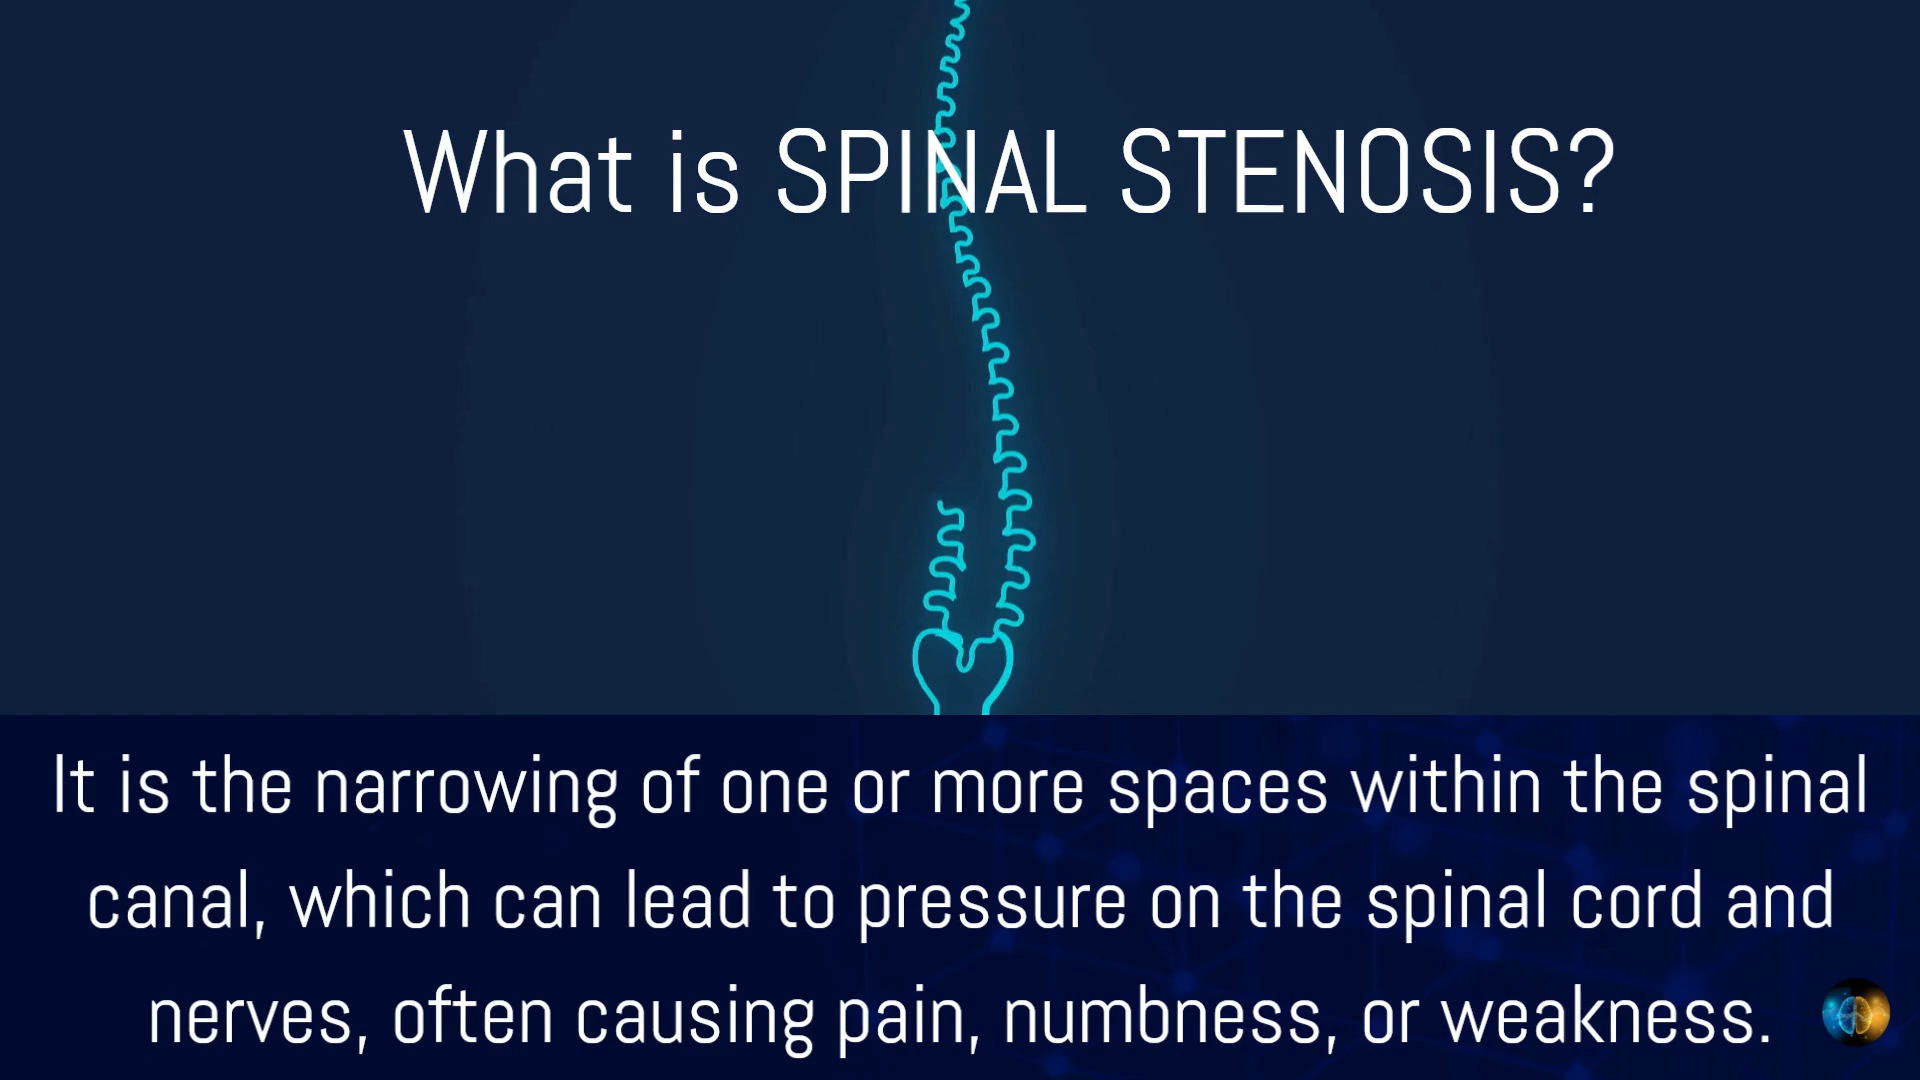 What is SPINAL STENOSIS?
It is the narrowing of one or more spaces within the spinal
canal, which can lead to pressure on the spinal cord and
nerves, often causing pain, numbness, or weakness.